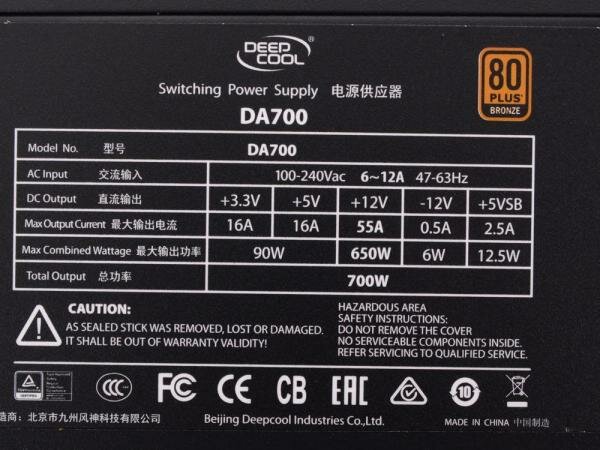 DEEP
COOL®
80
PLUS®
BRONZE
Switching Power Supply 电源供应器
DA700
Model No. 型号 DA700
AC Input 交流输入 100-240Vac 6~12A 47-63Hz
DC Output 直流输出 +3.3V +5V +12V -12V +5VSB
Max Output Current 最大输出电流 16A 16A 55A 0.5A 2.5A
Max Combined Wattage 最大输出功率 90W 650W 6W 12.5W
Total Output 总功率 700W
CAUTION:
AS SEALED STICK WAS REMOVED, LOST OR DAMAGED.
IT SHALL BE OUT OF WARRANTY.
HAZARDOUS AREA
SAFETY INSTRUCTIONS:
DO NOT REMOVE THE COVER
NO SERVICEABLE COMPONENTS INSIDE.
REFER SERVICING TO QUALIFIED SERVICE.
CCC FC CE CB EAC 10
造商：北京市九州风神科技有限公司 Beijing Deepcool Industries Co.,Ltd. MADE IN CHINA 中国制造